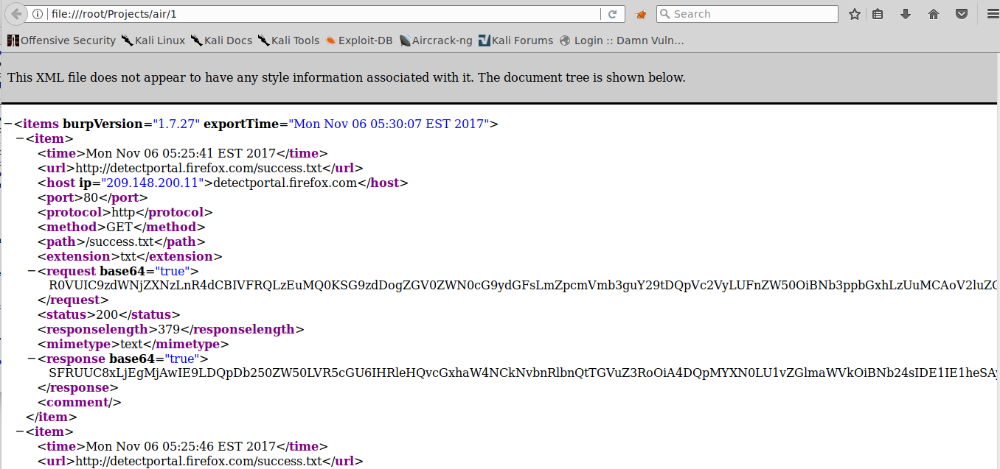 file:///root/Projects/air/1
Search
Offensive Security Kali Linux Kali Docs Kali Tools Exploit-DB Aircrack-ng Kali Forums Login :: Damn Vuln...
This XML file does not appear to have any style information associated with it. The document tree is shown below.
−<items burpVersion="1.7.27" exportTime="Mon Nov 06 05:30:07 EST 2017">
−<item>
<time>Mon Nov 06 05:25:41 EST 2017</time>
<url>http://detectportal.firefox.com/success.txt</url>
<host ip="209.148.200.11">detectportal.firefox.com</host>
<port>80</port>
<protocol>http</protocol>
<method>GET</method>
<path>/success.txt</path>
<extension>txt</extension>
−<request base64="true">
R0VUIC9zdWNjZXNzLnR4dCBIVFRQLzEuMQ0KSG9zdDogZGV0ZWN0cG9ydGFsLmZpcmVmb3guY29tDQpVc2VyLUFnZW50OiBNb3ppbGxhLzUuMCAoV2luZG
</request>
<status>200</status>
<responselength>379</responselength>
<mimetype>text</mimetype>
−<response base64="true">
SFRUUC8xLjEgMjAwIE9LDQpDb250ZW50LVR5cGU6IHRleHQvcGxhaW4NCkNvbnRlbnQtTGVuZ3RoOiA4DQpMYXN0LU1vZGlmaWVkOiBNb24sIDE1IE1heSAy
</response>
<comment/>
</item>
−<item>
<time>Mon Nov 06 05:25:46 EST 2017</time>
<url>http://detectportal.firefox.com/success.txt</url>